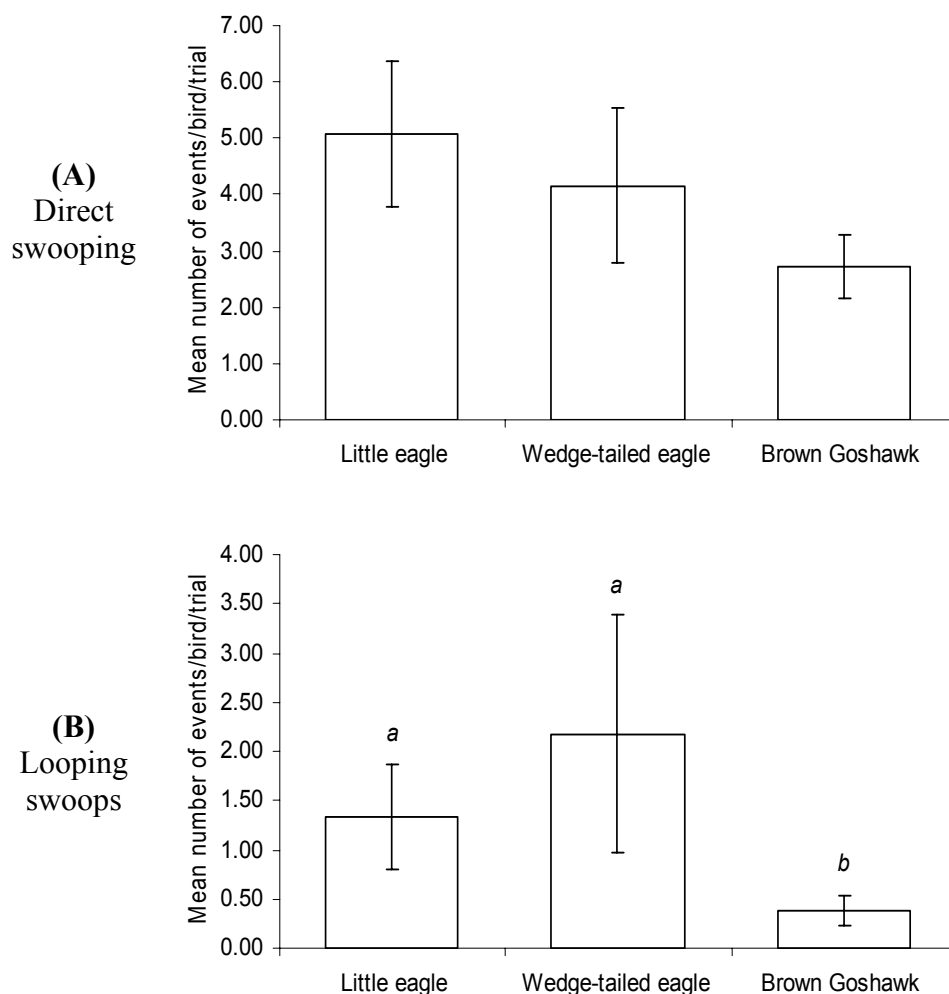 (A)
Direct
swooping
Mean number of events/bird/trial
7.00
6.00
5.00
4.00
3.00
2.00
1.00
0.00
Little eagle Wedge-tailed eagle Brown Goshawk
(B)
Looping
swoops
Mean number of events/bird/trial
4.00
3.50
3.00
2.50
2.00
1.50
1.00
0.50
0.00
a
a
b
Little eagle Wedge-tailed eagle Brown Goshawk